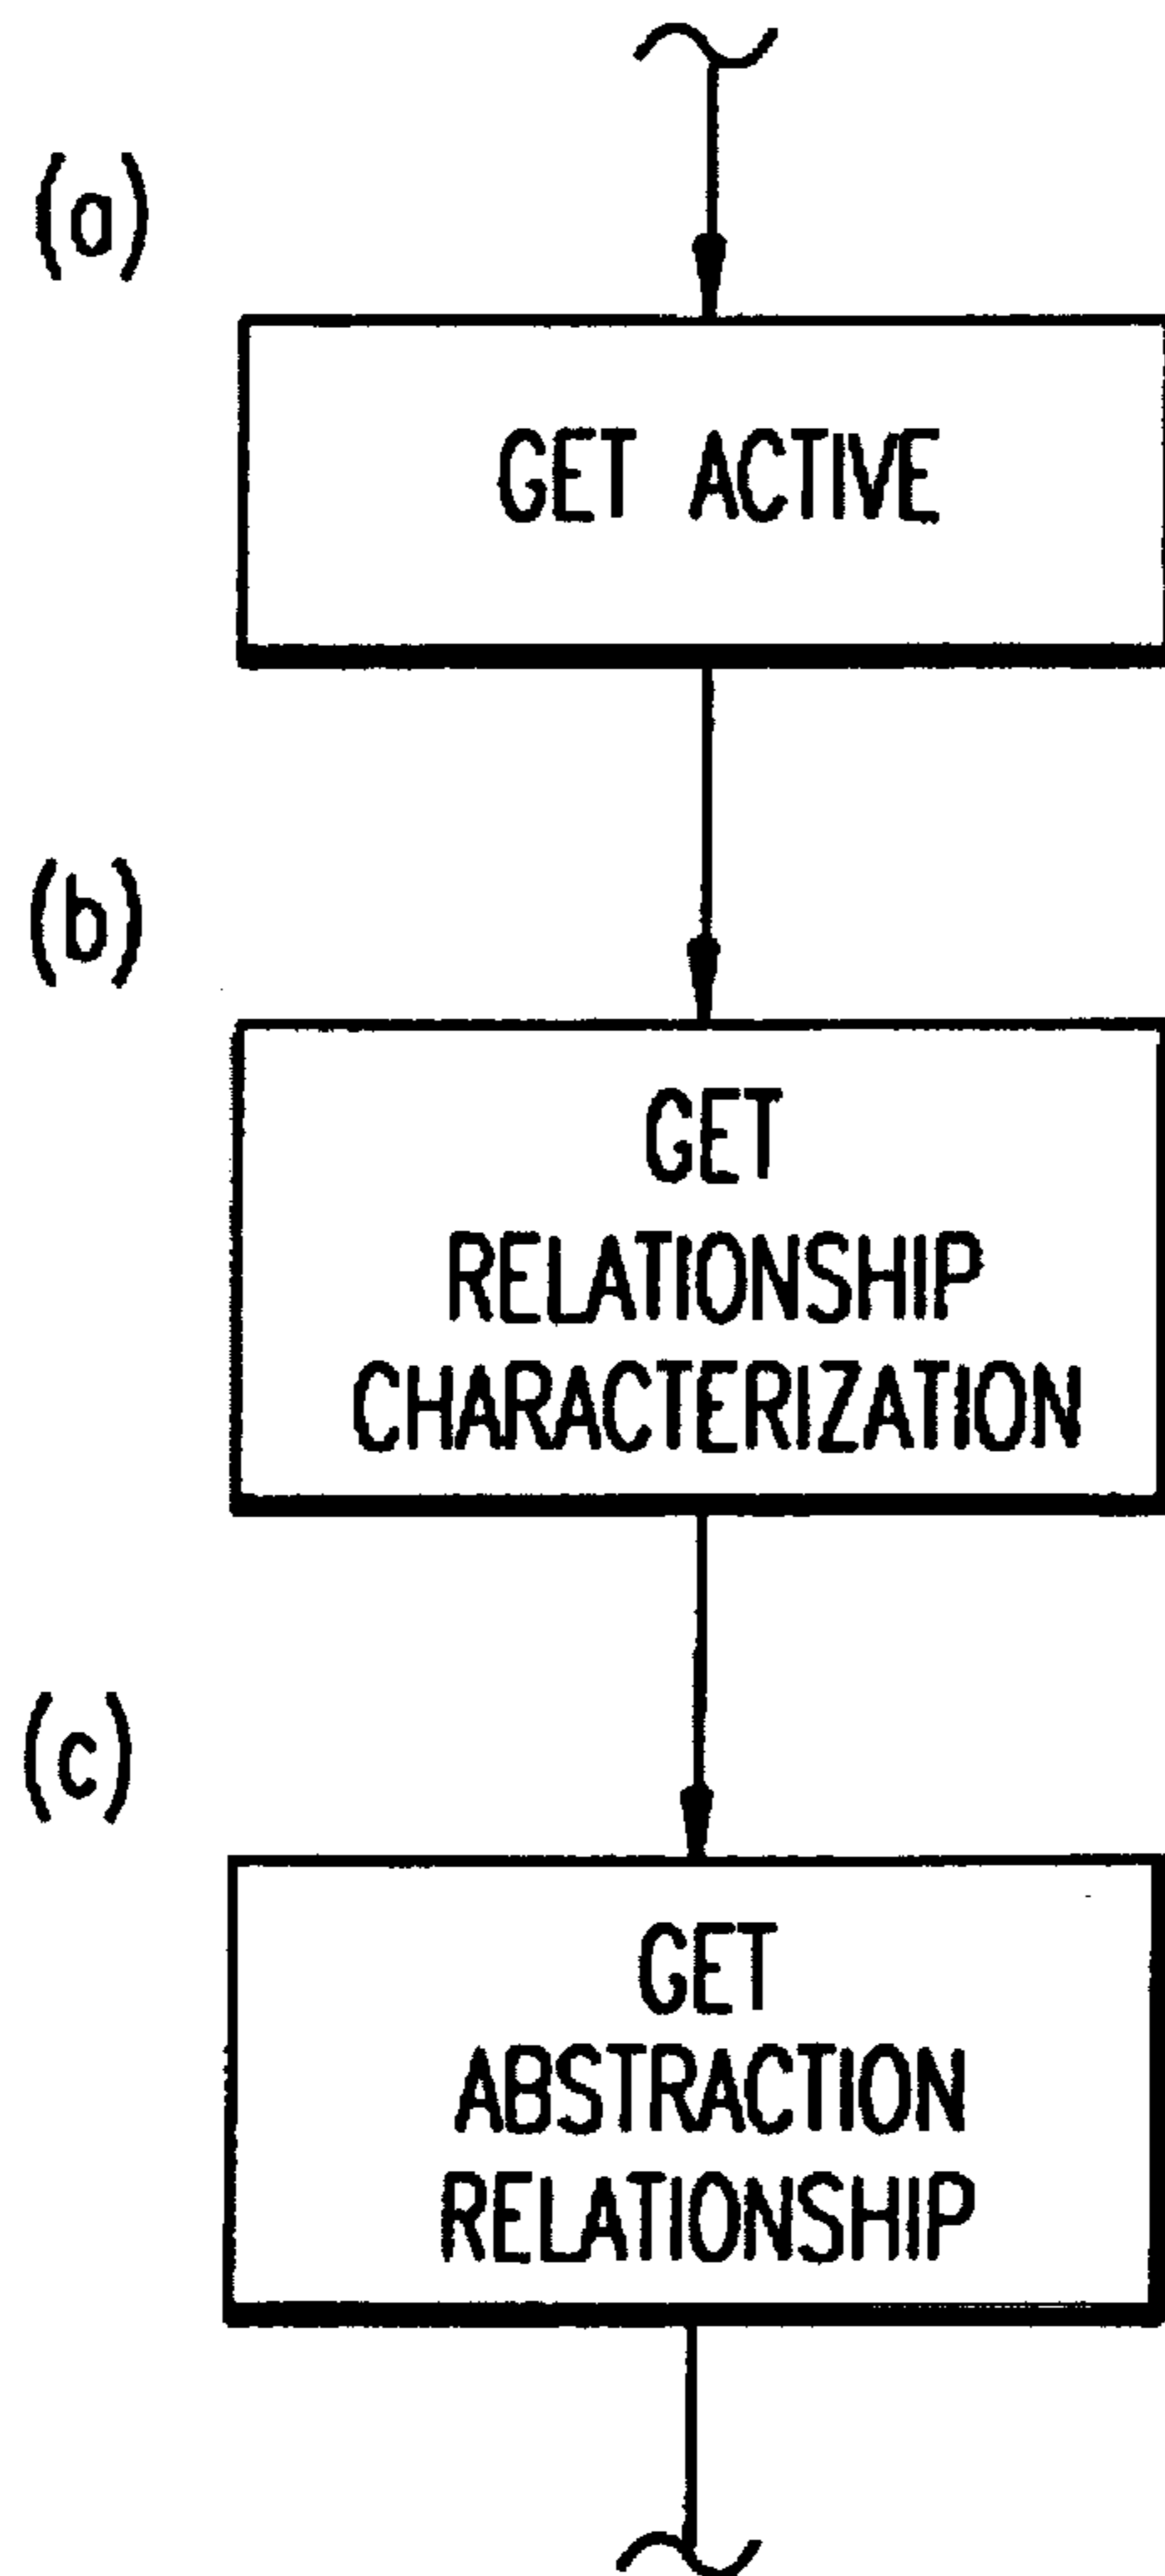 (a)
GET ACTIVE
(b)
GET
RELATIONSHIP
CHARACTERIZATION
(c)
GET
ABSTRACTION
RELATIONSHIP